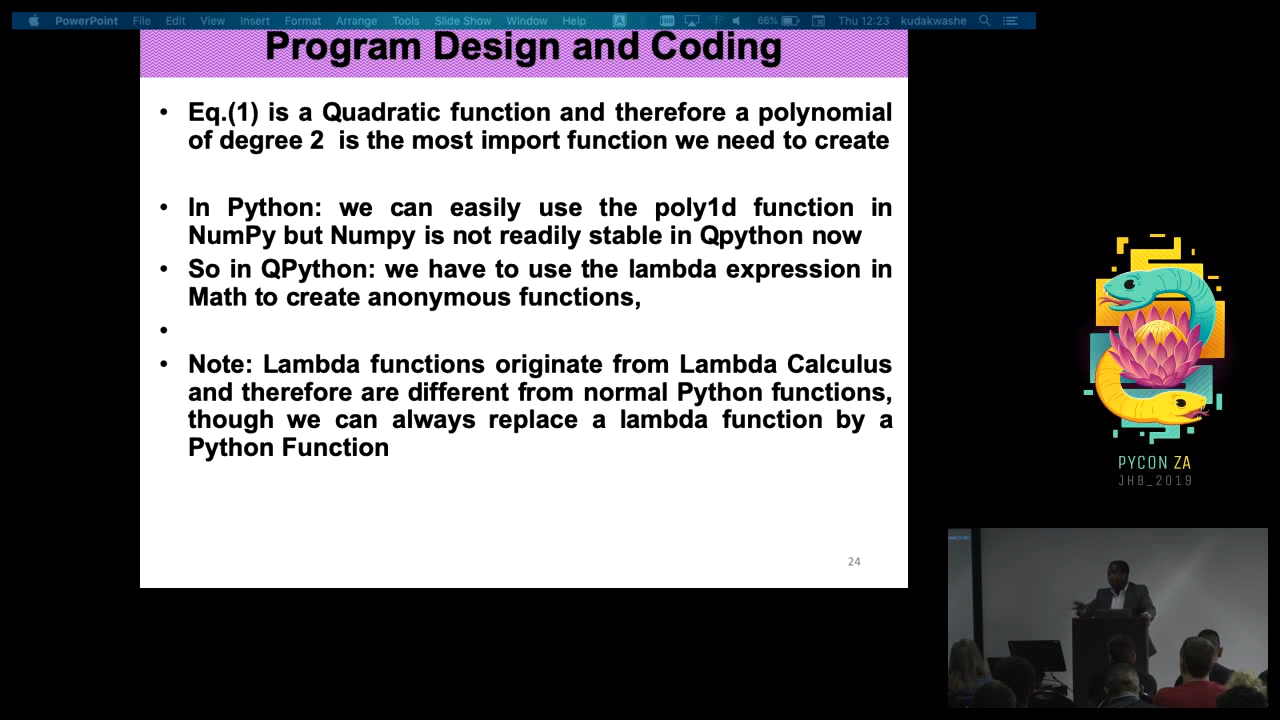 PowerPoint File Edit View Insert Format Arrange Tools Slide Show Window Help A 66% Thu 12:23 kudakwashe
Program Design and Coding
• Eq.(1) is a Quadratic function and therefore a polynomial
of degree 2 is the most import function we need to create
• In Python: we can easily use the poly1d function in
NumPy but Numpy is not readily stable in Qpython now
• So in QPython: we have to use the lambda expression in
Math to create anonymous functions,
•
• Note: Lambda functions originate from Lambda Calculus
and therefore are different from normal Python functions,
though we can always replace a lambda function by a
Python Function
24
PYCON ZA
JHB_2019